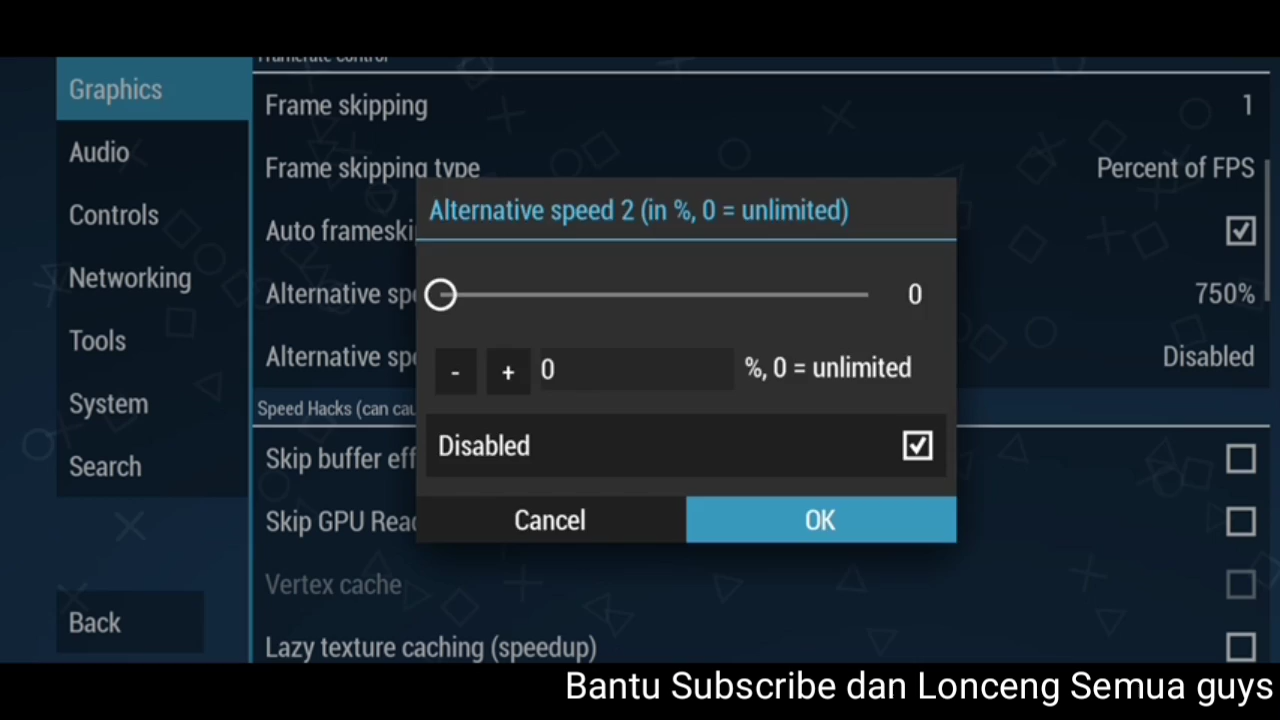 Framerate control
Graphics
Frame skipping
1
Audio
Frame skipping type
Percent of FPS
Alternative speed 2 (in %, 0 = unlimited)
Controls
Auto frameski
Networking
Alternative spe
0
750%
Tools
Alternative spe
- + 0 %, 0 = unlimited
Disabled
System
Speed Hacks (can cau
Search
Skip buffer eff
Disabled
Skip GPU Read
Cancel
OK
Vertex cache
Back
Lazy texture caching (speedup)
Bantu Subscribe dan Lonceng Semua guys